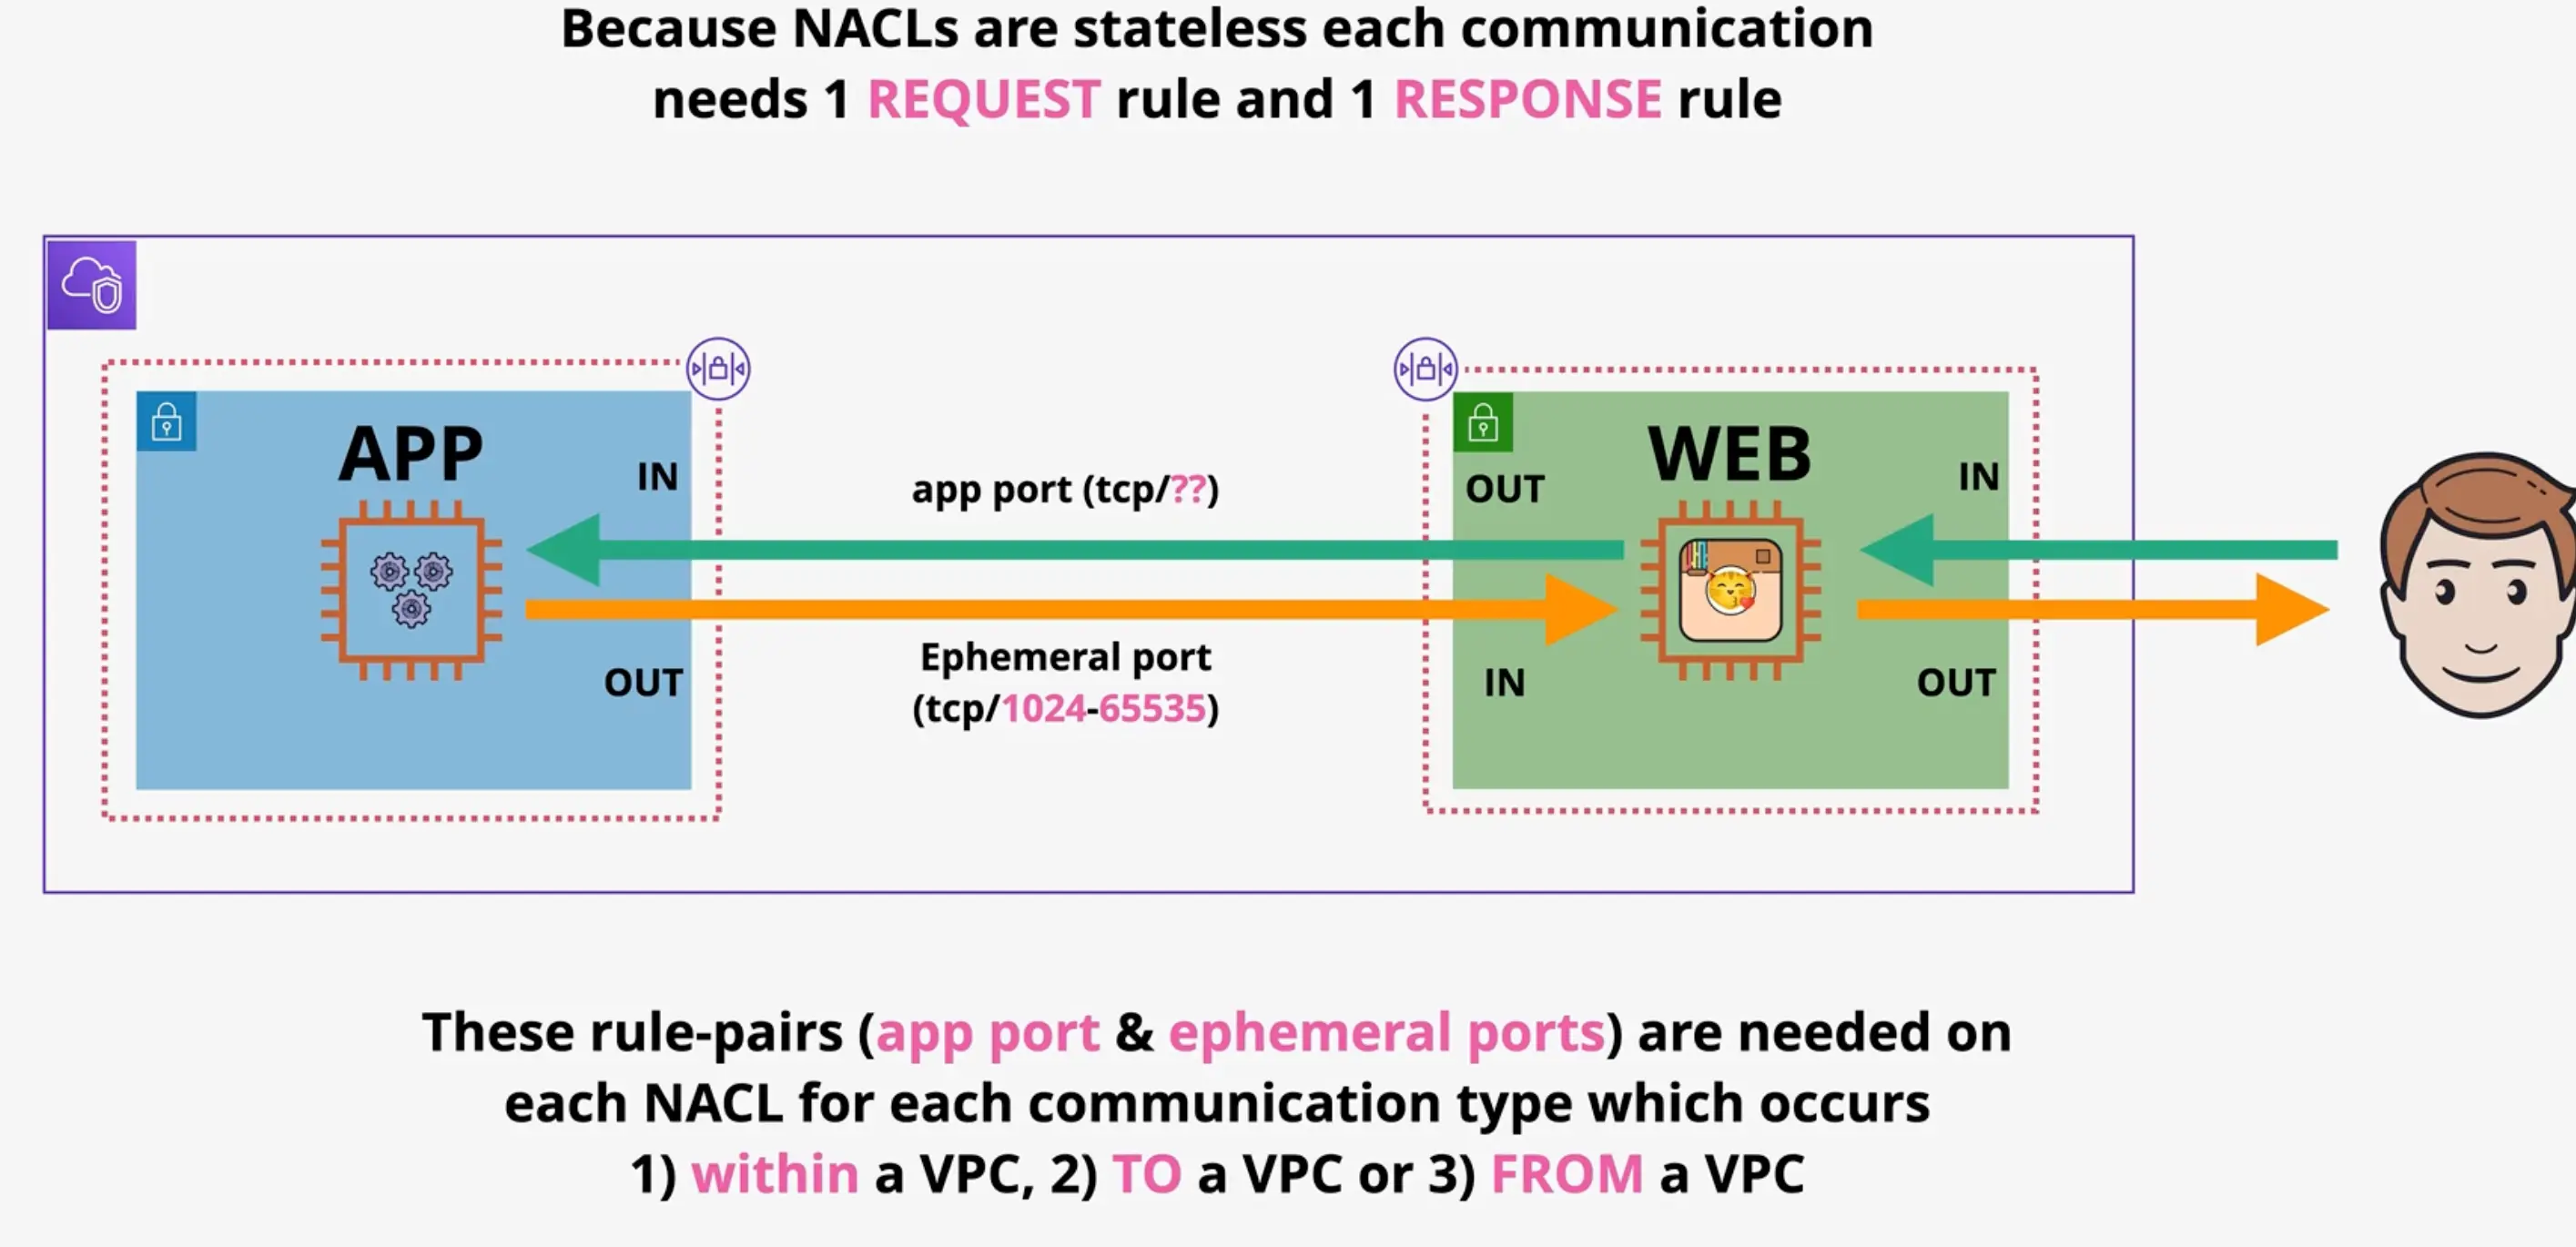 Because NACLs are stateless each communication
needs 1 REQUEST rule and 1 RESPONSE rule
APP
WEB
IN
app port (tcp/??)
OUT
IN
Ephemeral port
(tcp/1024-65535)
OUT
IN
OUT
These rule-pairs (app port & ephemeral ports) are needed on
each NACL for each communication type which occurs
1) within a VPC, 2) TO a VPC or 3) FROM a VPC